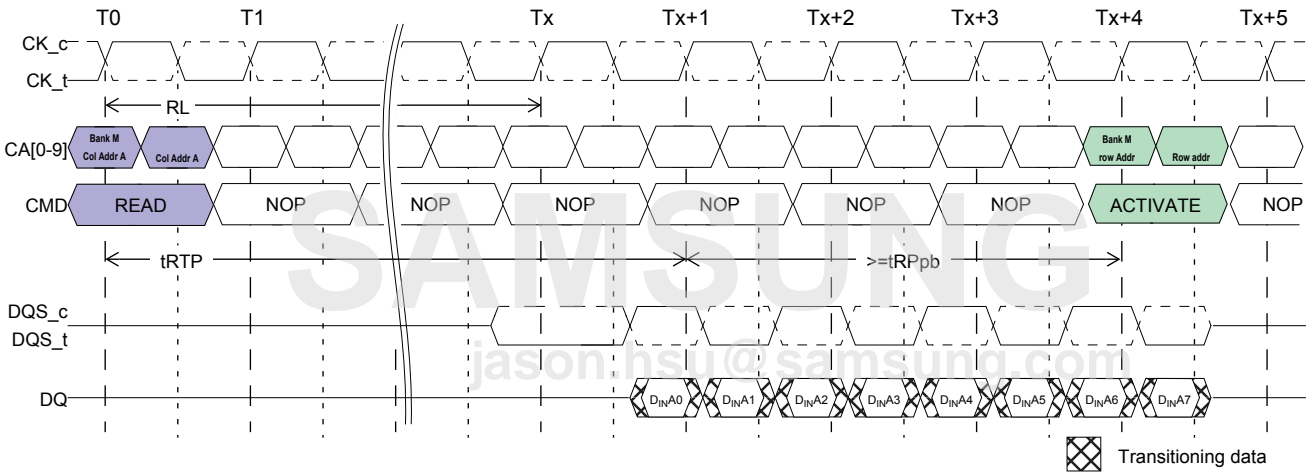 T0 T1 Tx Tx+1 Tx+2 Tx+3 Tx+4 Tx+5
CK_c
CK_t
RL
CA[0-9] Bank M Col Addr A Col Addr A Bank M row Addr Row addr
CMD READ NOP NOP NOP NOP NOP NOP ACTIVATE NOP
SAMSUNG
tRTP >=tRPpb
DQS_c
DQS_t
jason.hsu@samsung.com
DQ DINA0 DINA1 DINA2 DINA3 DINA4 DINA5 DINA6 DINA7
Transitioning data